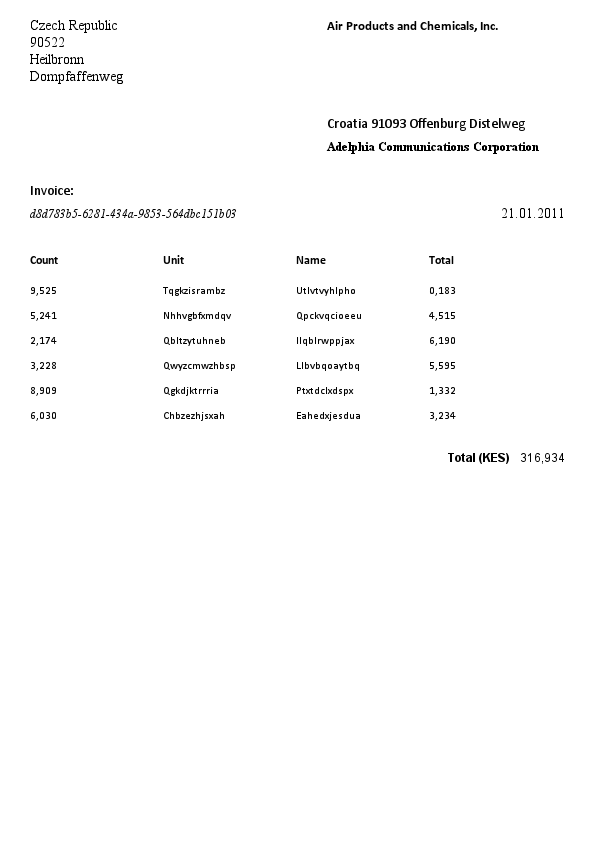 Czech Republic
90522
Heilbronn
Dompfaffenweg
Air Products and Chemicals, Inc.
Croatia 91093 Offenburg Distelweg
Adelphia Communications Corporation
Invoice:
d8d783b5-6281-434a-9853-564dbc151b03
21.01.2011
Count Unit Name Total
9,525 Tqgkzisrambz Utlvtvyhlpho 0,183
5,241 Nhhvgbfxmdqv Qpckvqcioeeu 4,515
2,174 Qbltzytuhneb Ilqblrwppjax 6,190
3,228 Qwyzcmwzhbsp Llbvbqoaytbq 5,595
8,909 Qgkdjktrrria Ptxtdclxdspx 1,332
6,030 Chbzezhjsxah Eahedxjesdua 3,234
Total (KES) 316,934